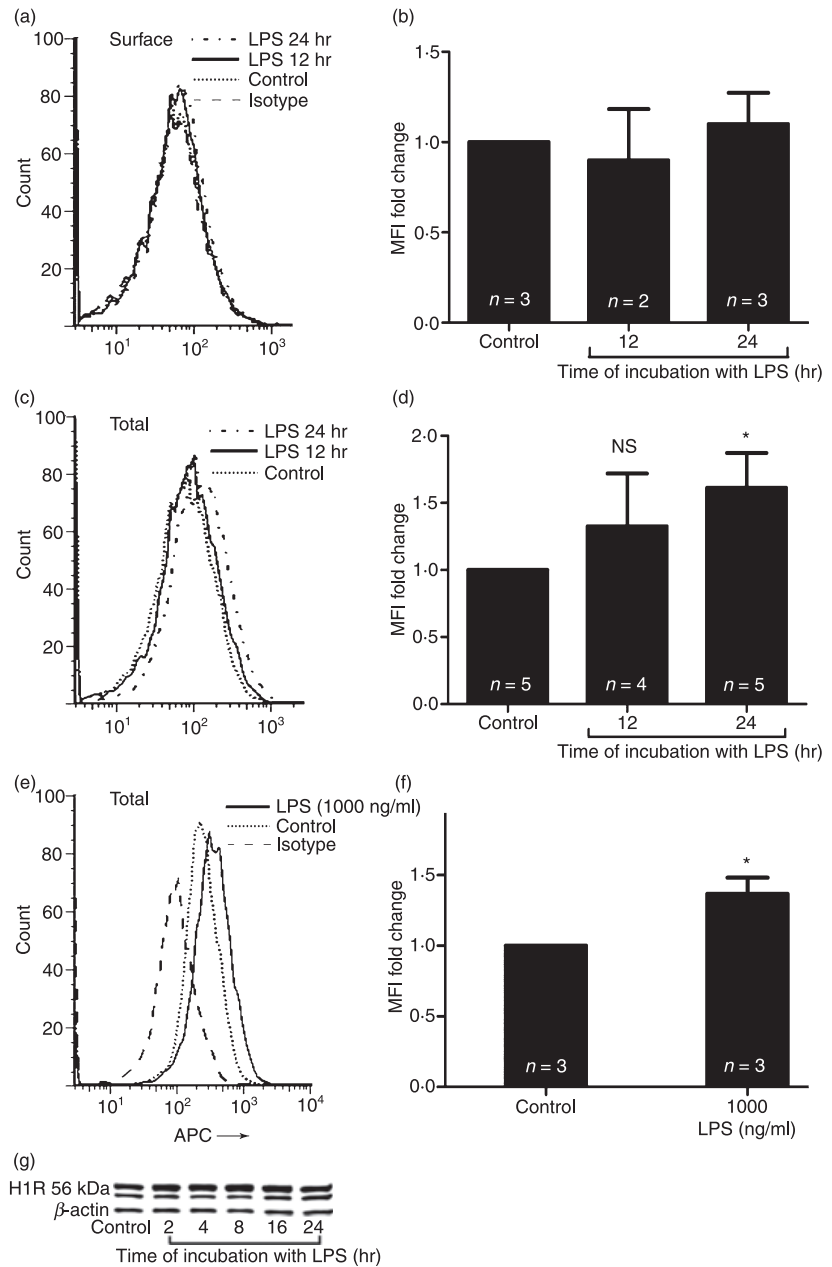 (a)
Surface
LPS 24 hr
LPS 12 hr
Control
Isotype
100
80
60
40
20
Count
10¹ 10² 10³
(b)
1·5
1·0
0·5
0·0
MFI fold change
n = 3 n = 2 n = 3
Control 12 24
Time of incubation with LPS (hr)
(c)
Total
LPS 24 hr
LPS 12 hr
Control
100
80
60
40
20
Count
10¹ 10² 10³
(d)
2·0
1·5
1·0
0·5
0·0
MFI fold change
NS *
n = 5 n = 4 n = 5
Control 12 24
Time of incubation with LPS (hr)
(e)
Total
LPS (1000 ng/ml)
Control
Isotype
100
80
60
40
20
Count
10¹ 10² 10³ 10⁴
APC →
(f)
1·5
1·0
0·5
0·0
MFI fold change
*
n = 3 n = 3
Control 1000
LPS (ng/ml)
(g)
H1R 56 kDa
β-actin
Control 2 4 8 16 24
Time of incubation with LPS (hr)